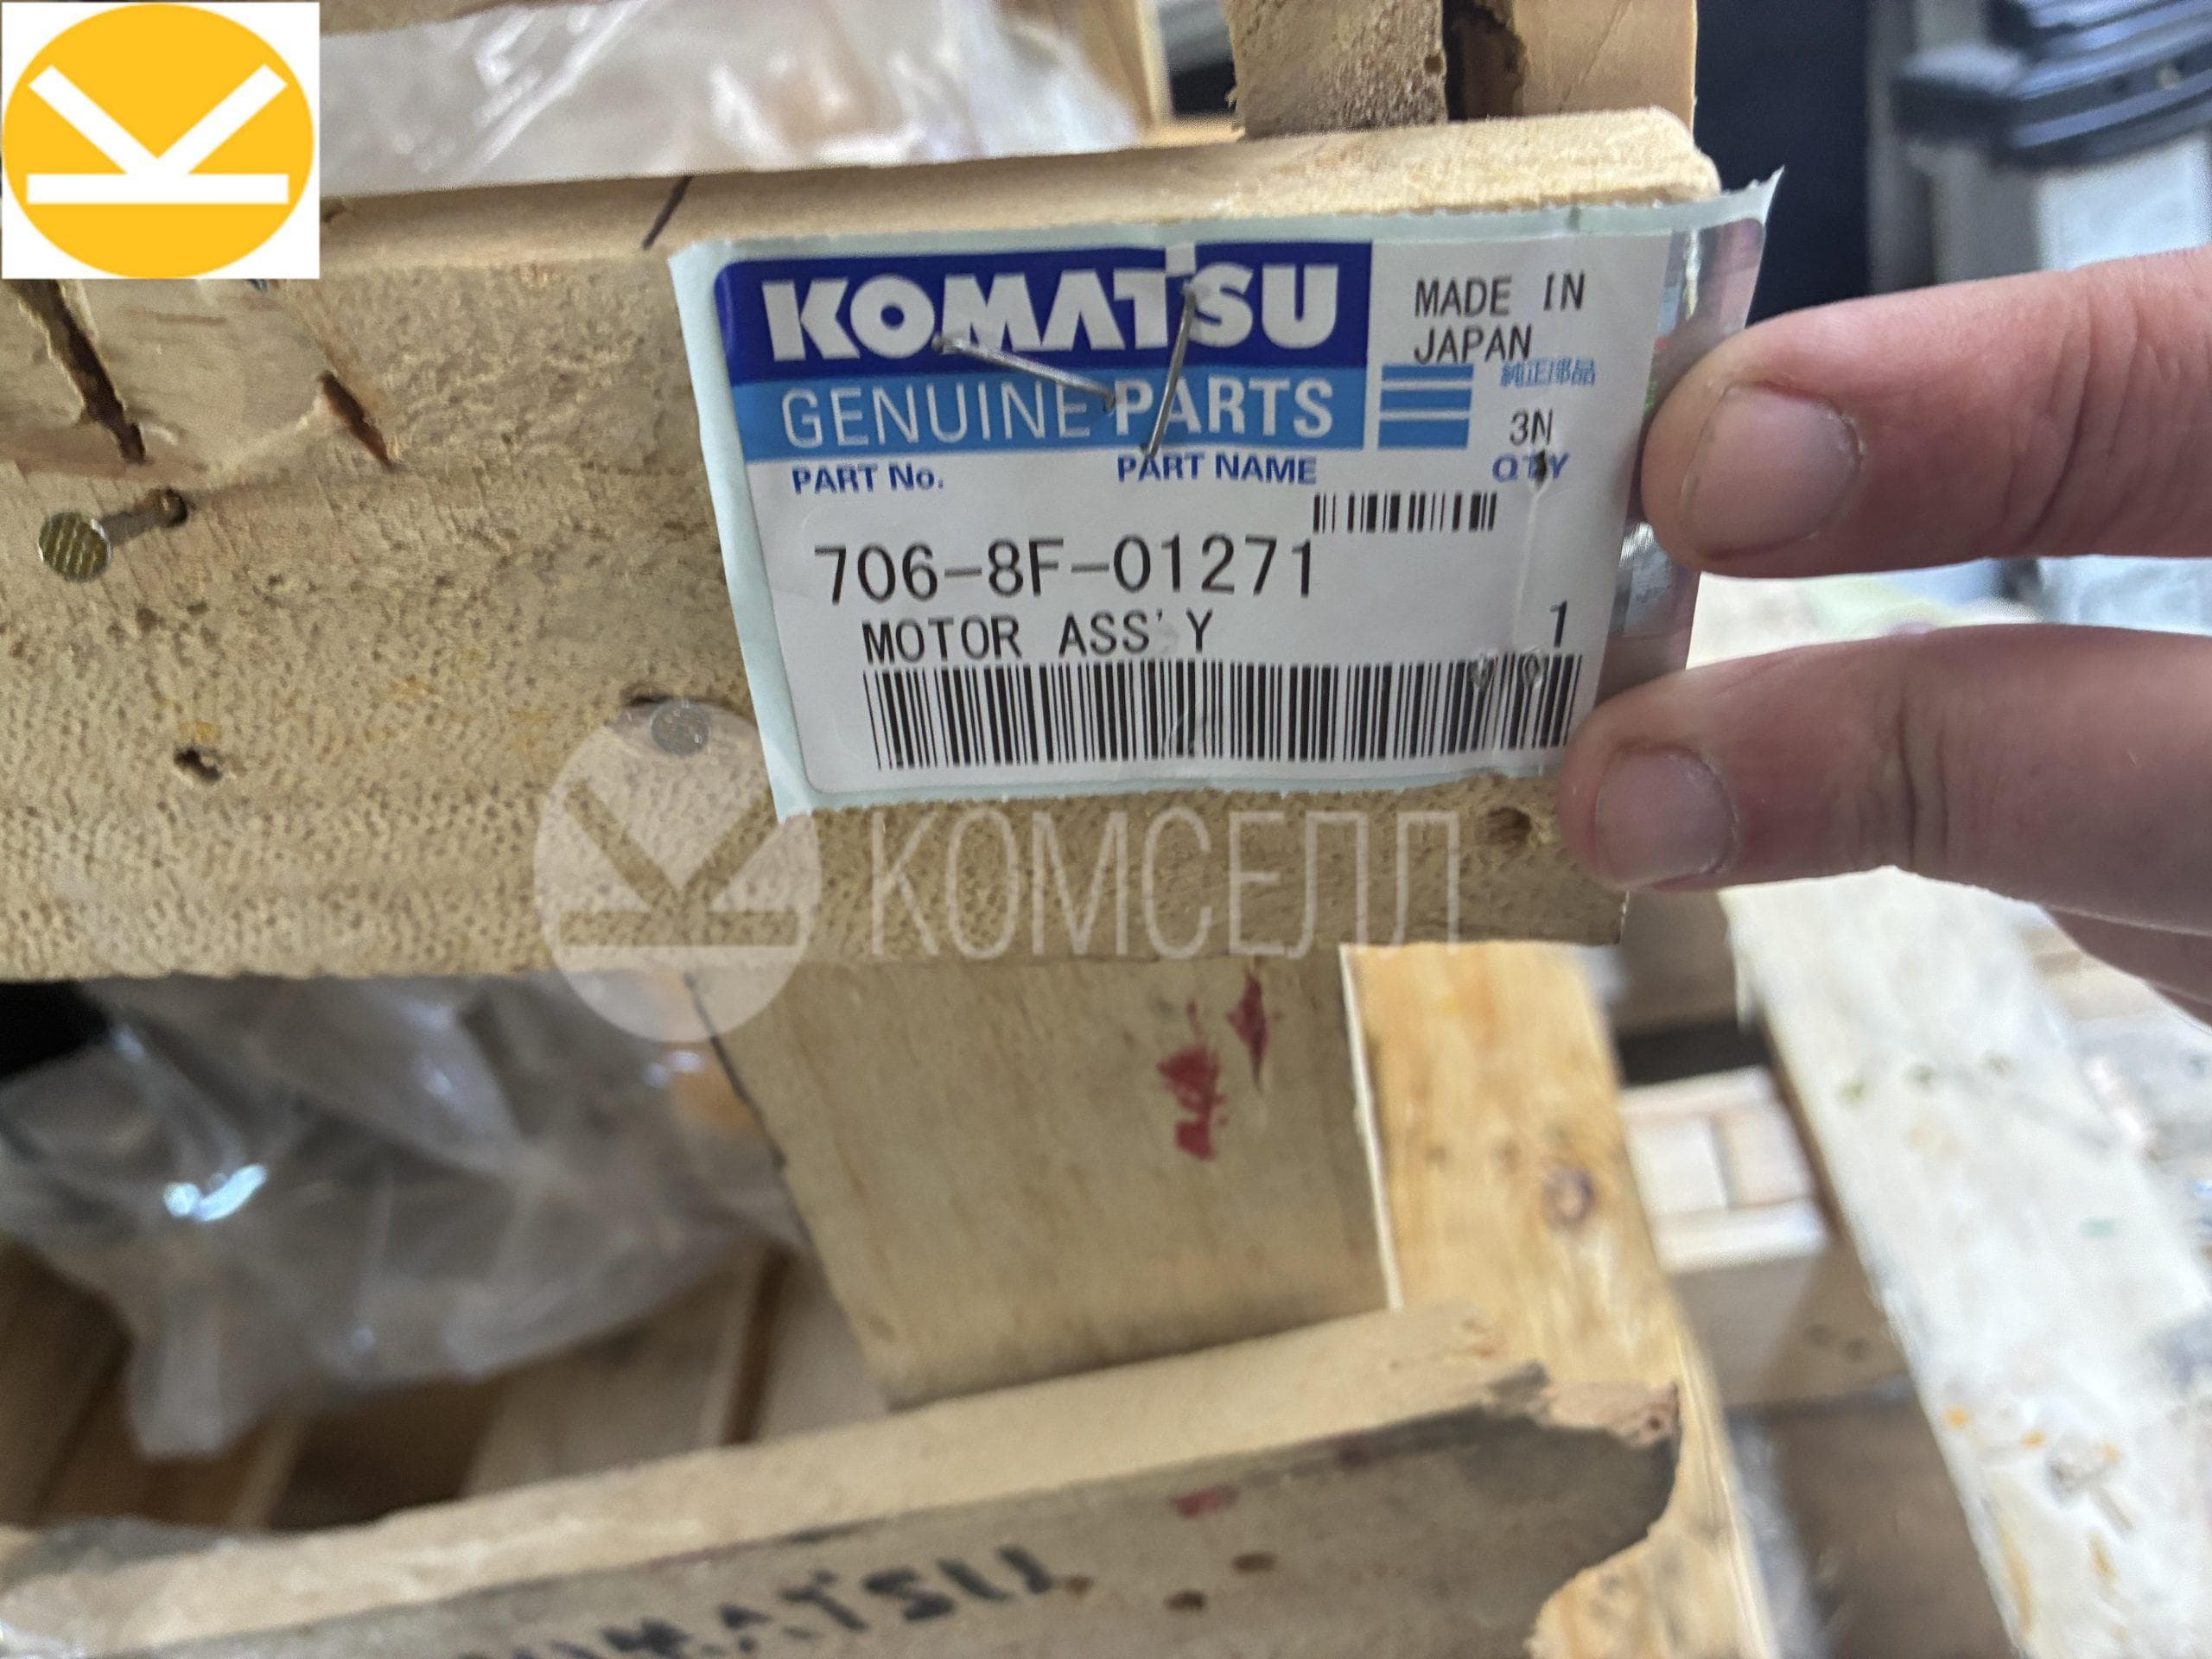 KOMATSU
MADE IN
JAPAN
純正部品
GENUINE PARTS
3N
PART No.
PART NAME
QTY
706-8F-01271
MOTOR ASS'Y
1
КОМСЕЛЛ
KOMATSU